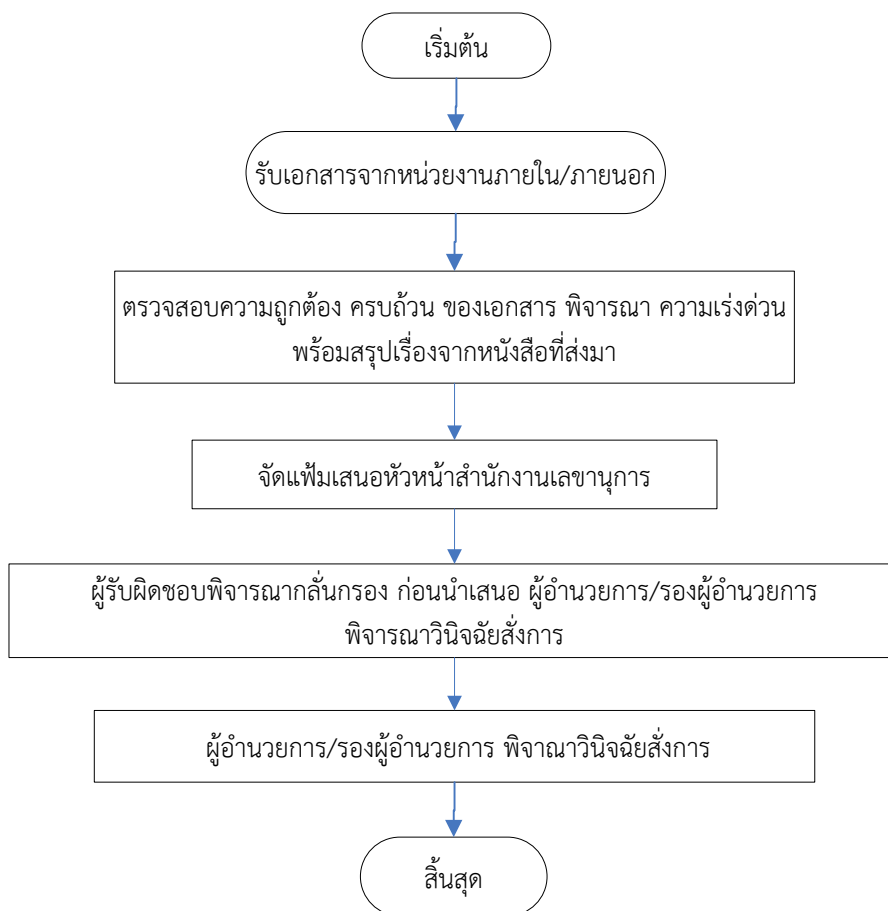 เริ่มต้น
รับเอกสารจากหน่วยงานภายใน/ภายนอก
ตรวจสอบความถูกต้อง ครบถ้วน ของเอกสาร พิจารณา ความเร่งด่วน
พร้อมสรุปเรื่องจากหนังสือที่ส่งมา
จัดแฟ้มเสนอหัวหน้าสำนักงานเลขานุการ
ผู้รับผิดชอบพิจารณากลั่นกรอง ก่อนนำเสนอ ผู้อำนวยการ/รองผู้อำนวยการ
พิจารณาวินิจฉัยสั่งการ
ผู้อำนวยการ/รองผู้อำนวยการ พิจาณาวินิจฉัยสั่งการ
สิ้นสุด